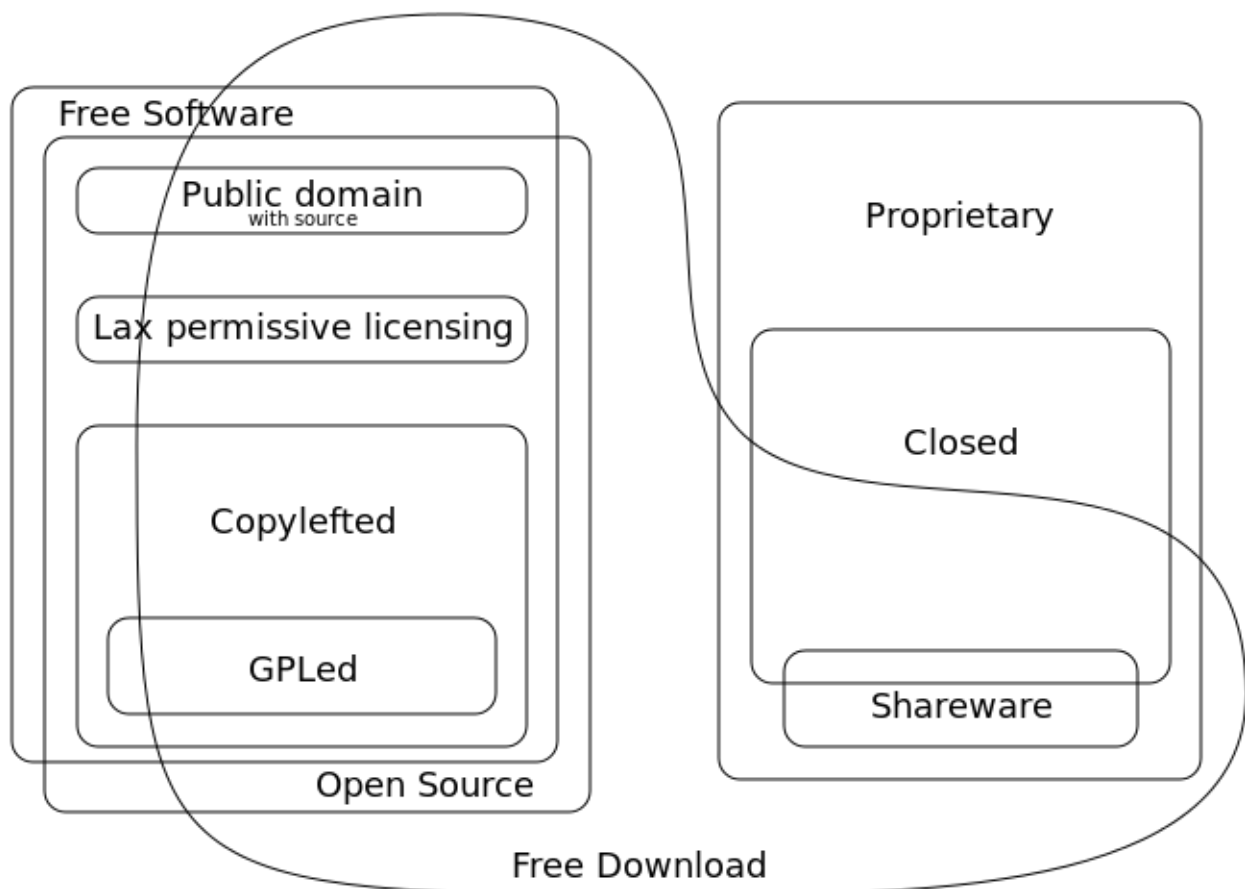 Free Software
Public domain
with source
Lax permissive licensing
Copylefted
GPLed
Open Source
Proprietary
Closed
Shareware
Free Download